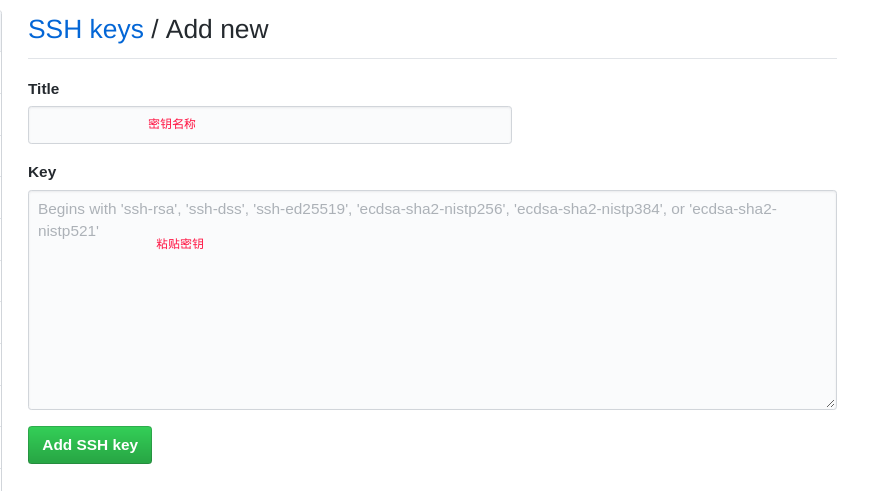 SSH keys / Add new
Title
密钥名称
Key
Begins with 'ssh-rsa', 'ssh-dss', 'ssh-ed25519', 'ecdsa-sha2-nistp256', 'ecdsa-sha2-nistp384', or 'ecdsa-sha2-
nistp521'
粘贴密钥
Add SSH key